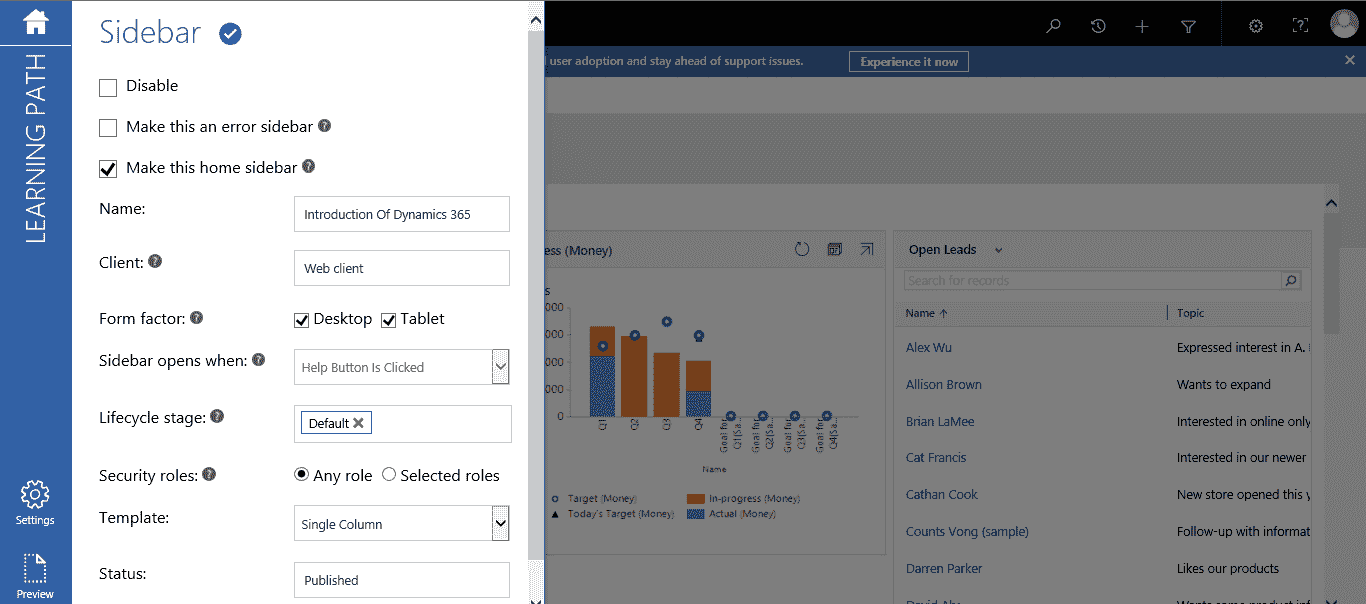 LEARNING PATH
Settings
Preview
Sidebar
Disable
Make this an error sidebar
Make this home sidebar
Name: Introduction Of Dynamics 365
Client: Web client
Form factor: Desktop Tablet
Sidebar opens when: Help Button Is Clicked
Lifecycle stage: Default
Security roles: Any role Selected roles
Template: Single Column
Status: Published
user adoption and stay ahead of support issues. Experience it now
ess (Money)
s
000
000
000
000
0
Q1 Q2 Q3 Q4 Goal for Q1(Sa... Goal for Q2(Sa... Goal for Q3(Sa... Goal for Q4(Sa...
Name
Target (Money) In-progress (Money)
Today's Target (Money) Actual (Money)
Open Leads
Search for records
Name Topic
Alex Wu Expressed interest in A.
Allison Brown Wants to expand
Brian LaMee Interested in online only
Cat Francis Interested in our newer
Cathan Cook New store opened this y
Counts Vong (sample) Follow-up with informat
Darren Parker Likes our products